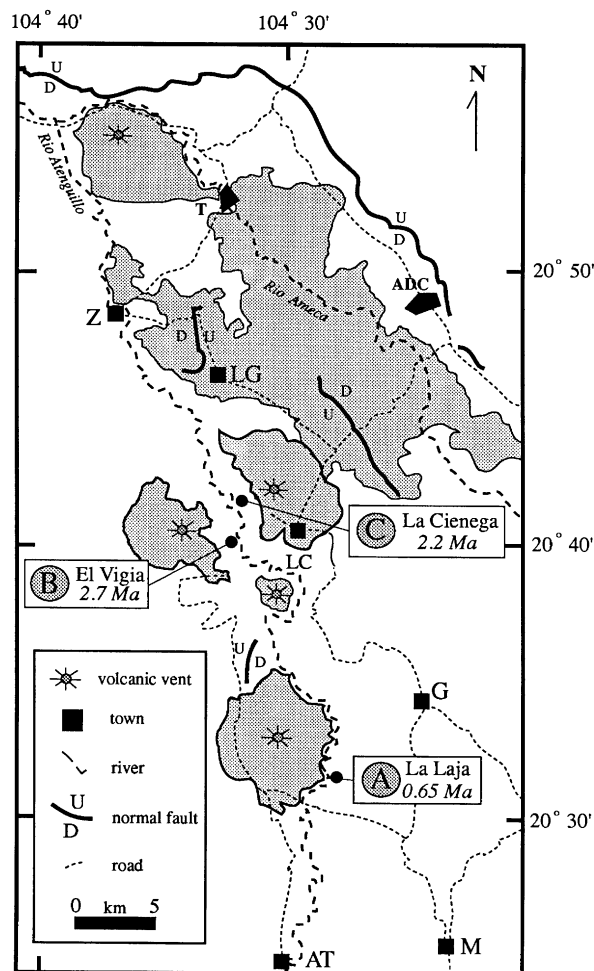 104° 40'
104° 30'
U
D
N
Rio Atenguillo
T
U
D
20° 50'
ADC
Rio Ameca
Z
D
U
LG
D
U
C
La Cienega
2.2 Ma
20° 40'
LC
B
El Vigia
2.7 Ma
U
D
volcanic vent
town
river
U
D
normal fault
road
0 km 5
G
A
La Laja
0.65 Ma
20° 30'
M
AT